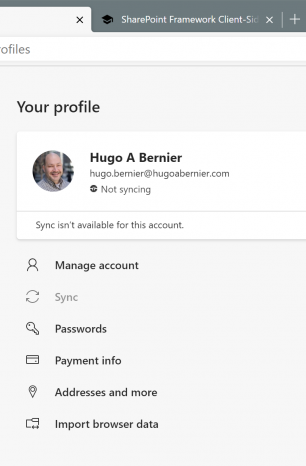 SharePoint Framework Client-Sid
rofiles
Your profile
Hugo A Bernier
hugo.bernier@hugoabernier.com
Not syncing
Sync isn't available for this account.
Manage account
Sync
Passwords
Payment info
Addresses and more
Import browser data